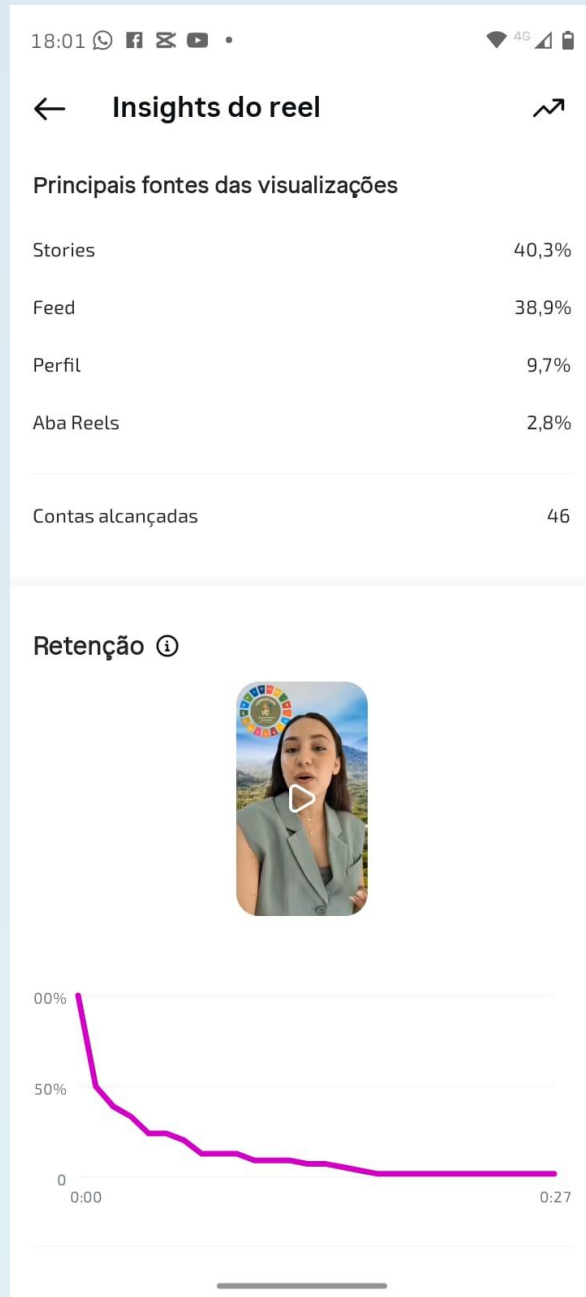 18:01
4G
Insights do reel
Principais fontes das visualizações
Stories 40,3%
Feed 38,9%
Perfil 9,7%
Aba Reels 2,8%
Contas alcançadas 46
Retenção
00%
50%
0
0:00 0:27